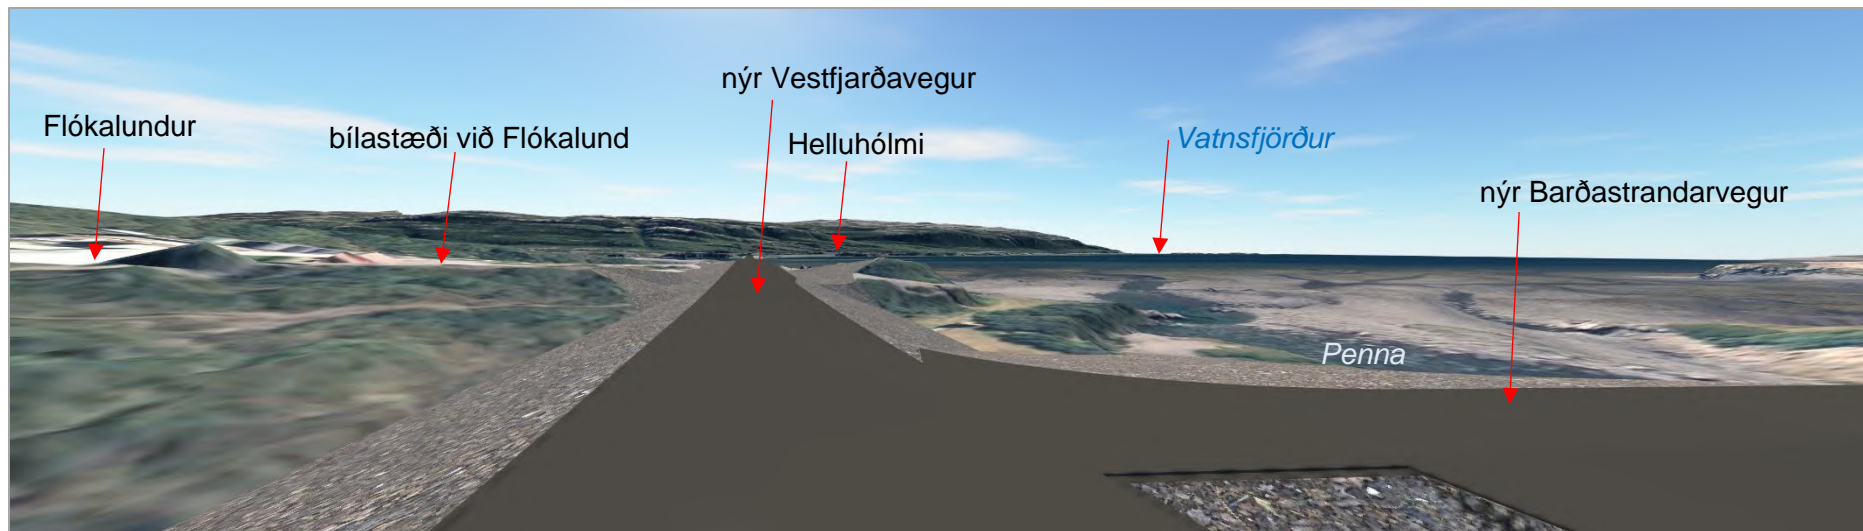 nýr Vestfjarðavegur
Flókalundur
bílastæði við Flókalund
Helluhólmi
Vatnsfjörður
nýr Barðastrandarvegur
Penna